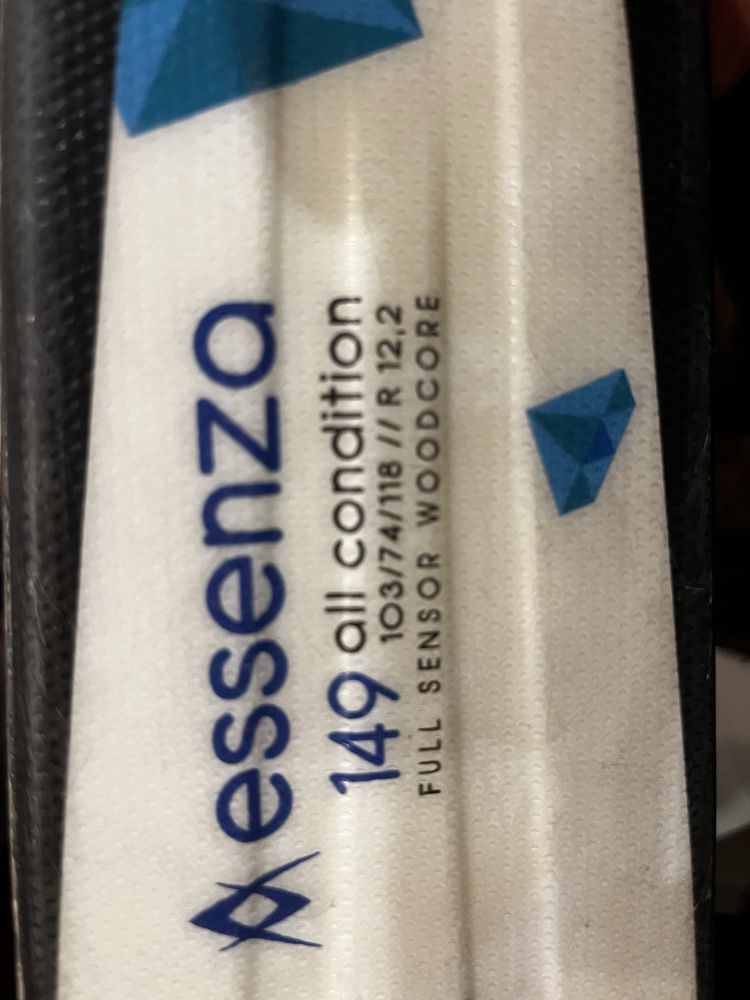 essenza
149 all condition
103/74/118 // R 12,2
FULL SENSOR WOODCORE